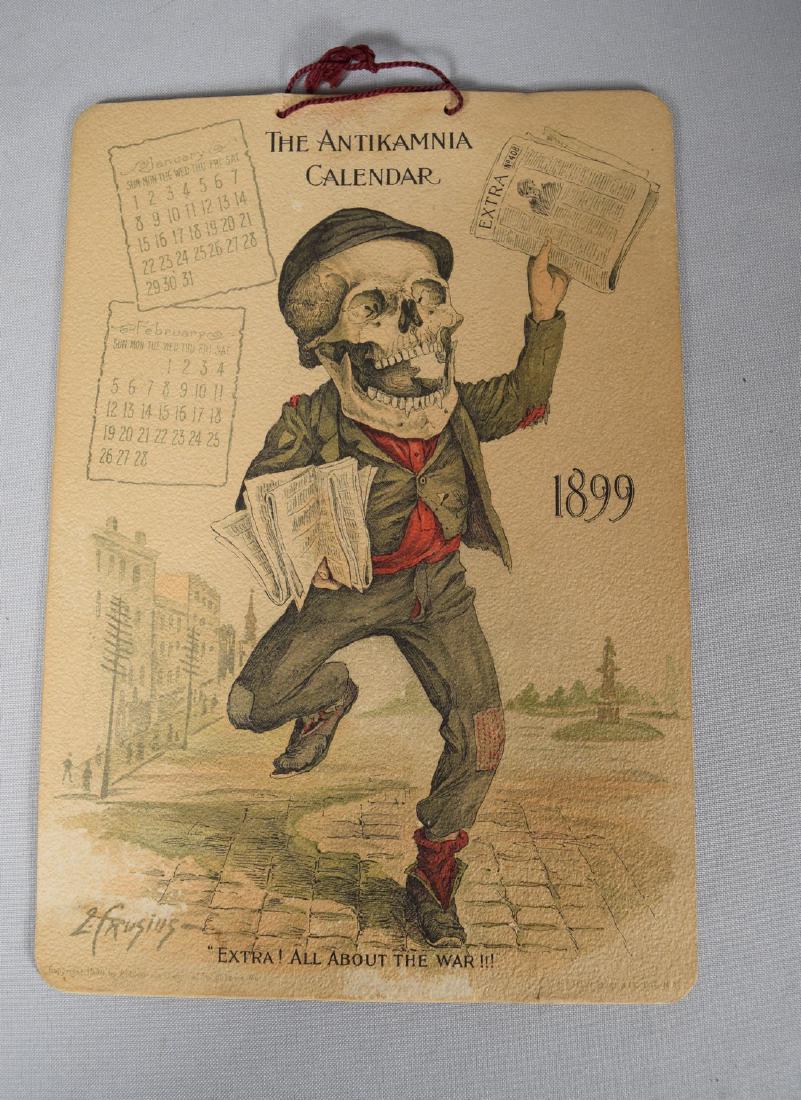 THE ANTIKAMNIA
CALENDAR
January
SUN MON TUE WED THU FRI SAT
1 2 3 4 5 6 7
8 9 10 11 12 13 14
15 16 17 18 19 20 21
22 23 24 25 26 27 28
29 30 31
February
SUN MON TUE WED THU FRI SAT
1 2 3 4
5 6 7 8 9 10 11
12 13 14 15 16 17 18
19 20 21 22 23 24 25
26 27 28
EXTRA No 408
1899
L. Crusius
"EXTRA! ALL ABOUT THE WAR!!!
Copyright